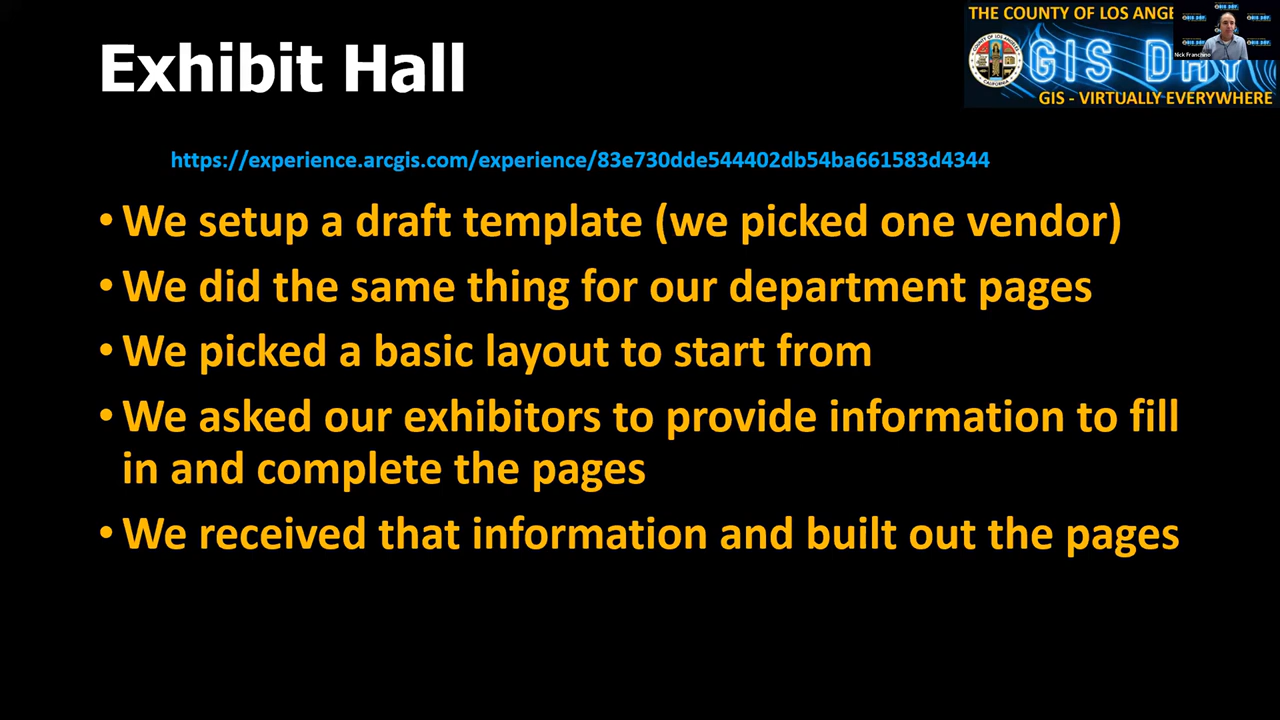 Exhibit Hall
THE COUNTY OF LOS ANGE
GIS D
GIS - VIRTUALLY EVERYWHERE
Nick Franchino
https://experience.arcgis.com/experience/83e730dde544402db54ba661583d4344
• We setup a draft template (we picked one vendor)
• We did the same thing for our department pages
• We picked a basic layout to start from
• We asked our exhibitors to provide information to fill
in and complete the pages
• We received that information and built out the pages